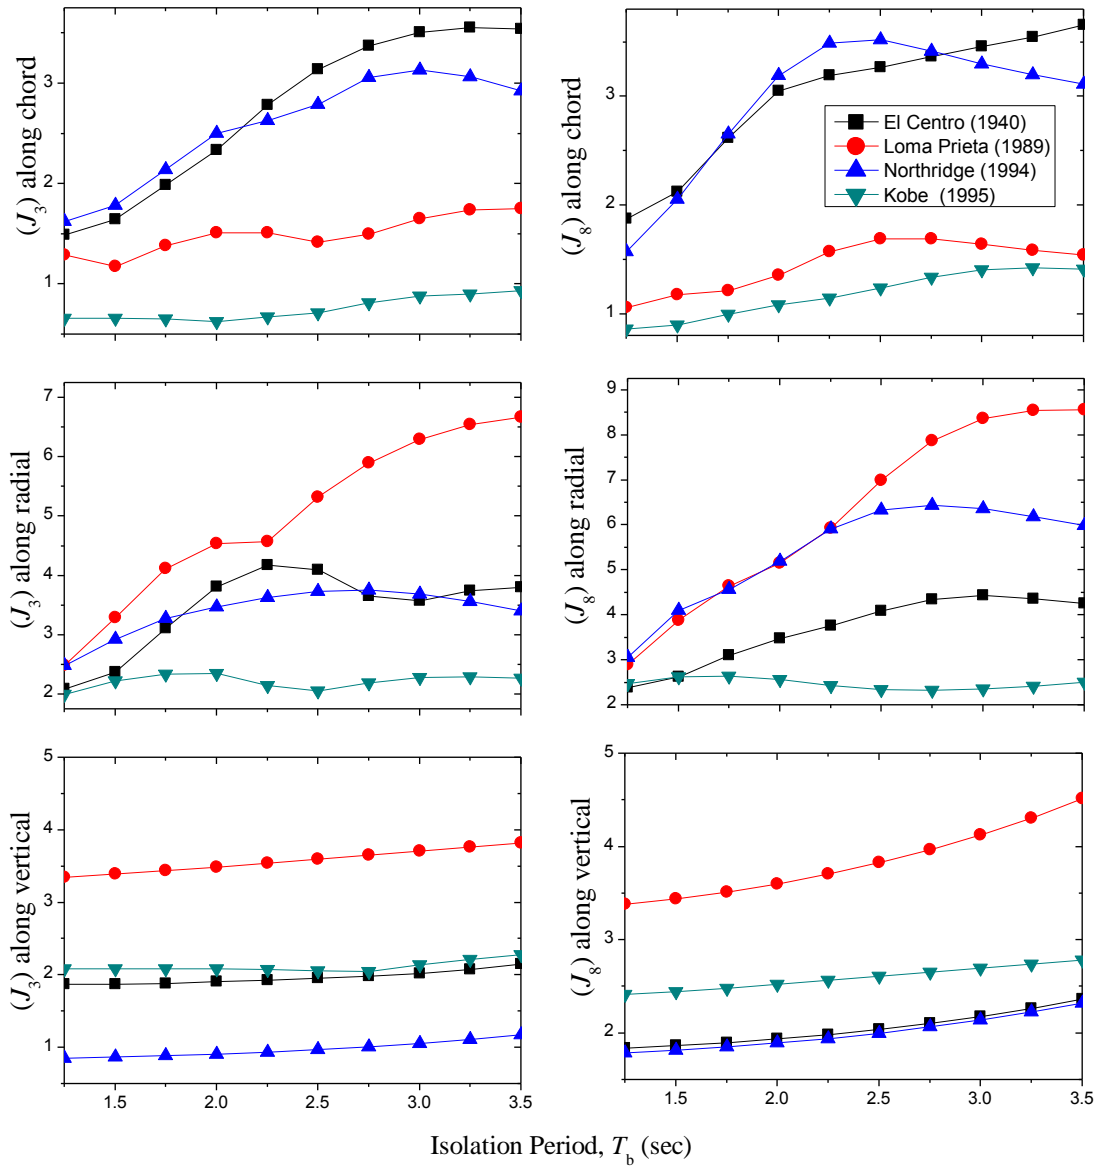 3
2
1
(J3) along chord
3
2
1
(J8) along chord
El Centro (1940)
Loma Prieta (1989)
Northridge (1994)
Kobe (1995)
7
6
5
4
3
2
(J3) along radial
9
8
7
6
5
4
3
2
(J8) along radial
5
4
3
2
1
(J3) along vertical
1.5 2.0 2.5 3.0 3.5
5
4
3
2
1
(J8) along vertical
1.5 2.0 2.5 3.0 3.5
Isolation Period, Tb (sec)